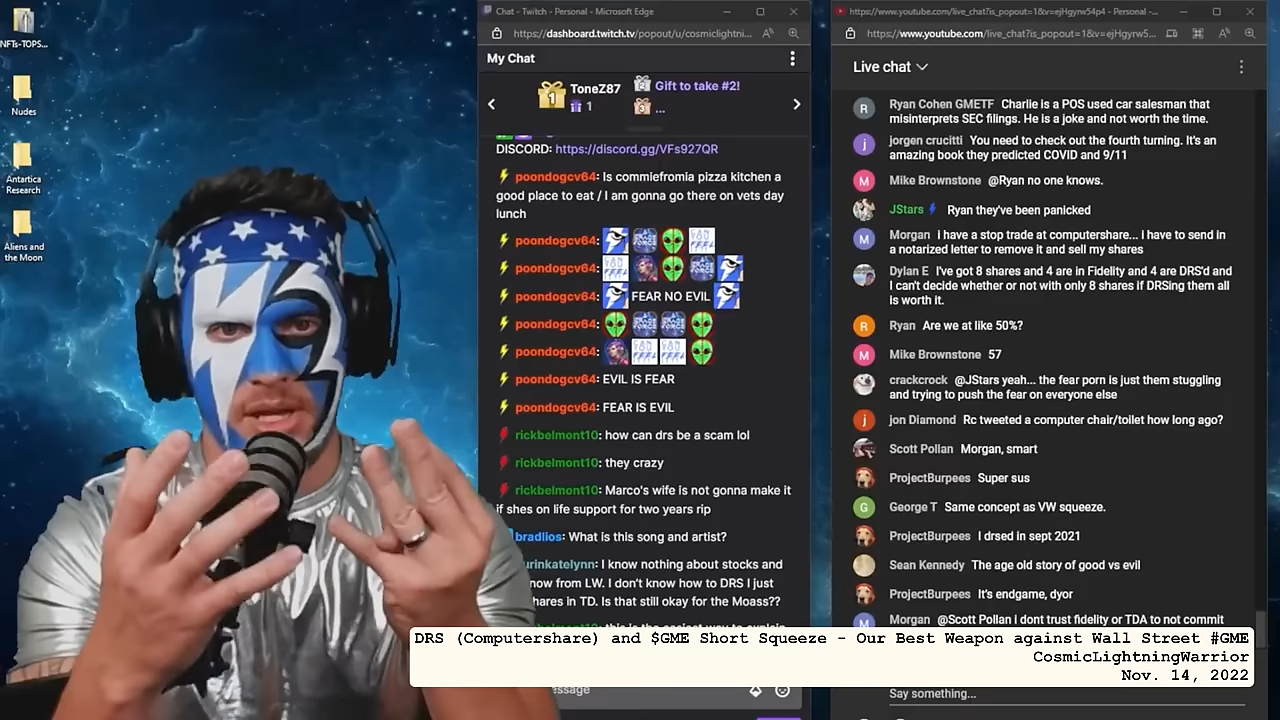 NFTs-TOPS...
Nudes
Antartica
Research
Aliens and
the Moon
Chat - Twitch - Personal - Microsoft Edge
https://dashboard.twitch.tv/popout/u/cosmiclightni...
My Chat
1
ToneZ87
1
2
Gift to take #2!
3
...
DISCORD: https://discord.gg/VFs927QR
poondogcv64: Is commiefromia pizza kitchen a
good place to eat / I am gonna go there on vets day
lunch
poondogcv64:
poondogcv64:
poondogcv64: FEAR NO EVIL
poondogcv64:
poondogcv64:
poondogcv64: EVIL IS FEAR
poondogcv64: FEAR IS EVIL
rickbelmont10: how can drs be a scam lol
rickbelmont10: they crazy
rickbelmont10: Marco's wife is not gonna make it
if shes on life support for two years rip
bradlios: What is this song and artist?
urinkatelynn: I know nothing about stocks and
now from LW. I don't know how to DRS I just
hares in TD. Is that still okay for the Moass??
https://www.youtube.com/live_chat?is_popout=1&v=ejHgyrw54p4 - Personal -...
https://www.youtube.com/live_chat?is_popout=1&v=ejHgyrw5...
Live chat
Ryan Cohen GMETF Charlie is a POS used car salesman that
misinterprets SEC filings. He is a joke and not worth the time.
jorgen crucitti You need to check out the fourth turning. It's an
amazing book they predicted COVID and 9/11
Mike Brownstone @Ryan no one knows.
JStars Ryan they've been panicked
Morgan i have a stop trade at computershare... i have to send in
a notarized letter to remove it and sell my shares
Dylan E I've got 8 shares and 4 are in Fidelity and 4 are DRS'd and
I can't decide whether or not with only 8 shares if DRSing them all
is worth it.
Ryan Are we at like 50%?
Mike Brownstone 57
crackcrock @JStars yeah... the fear porn is just them stuggling
and trying to push the fear on everyone else
jon Diamond Rc tweeted a computer chair/toilet how long ago?
Scott Pollan Morgan, smart
ProjectBurpees Super sus
George T Same concept as VW squeeze.
ProjectBurpees I drsed in sept 2021
Sean Kennedy The age old story of good vs evil
ProjectBurpees It's endgame, dyor
Morgan @Scott Pollan i dont trust fidelity or TDA to not commit
DRS (Computershare) and $GME Short Squeeze - Our Best Weapon against Wall Street #GME
CosmicLightningWarrior
Nov. 14, 2022
essage
Say something...